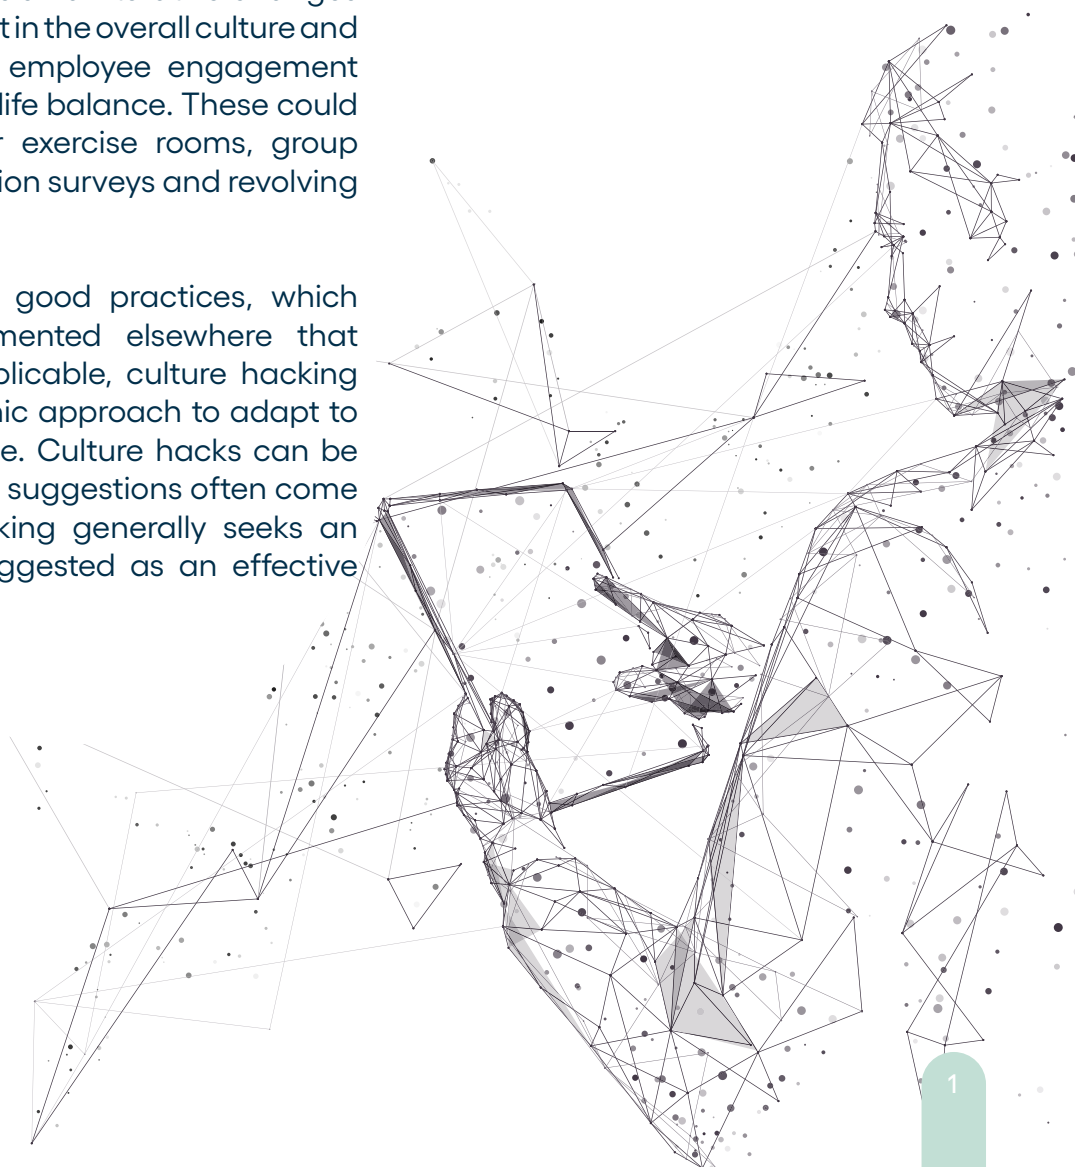 t in the overall culture and
employee engagement
life balance. These could
r exercise rooms, group
ion surveys and revolving
good practices, which
mented elsewhere that
plicable, culture hacking
nic approach to adapt to
e. Culture hacks can be
suggestions often come
king generally seeks an
ggested as an effective
1